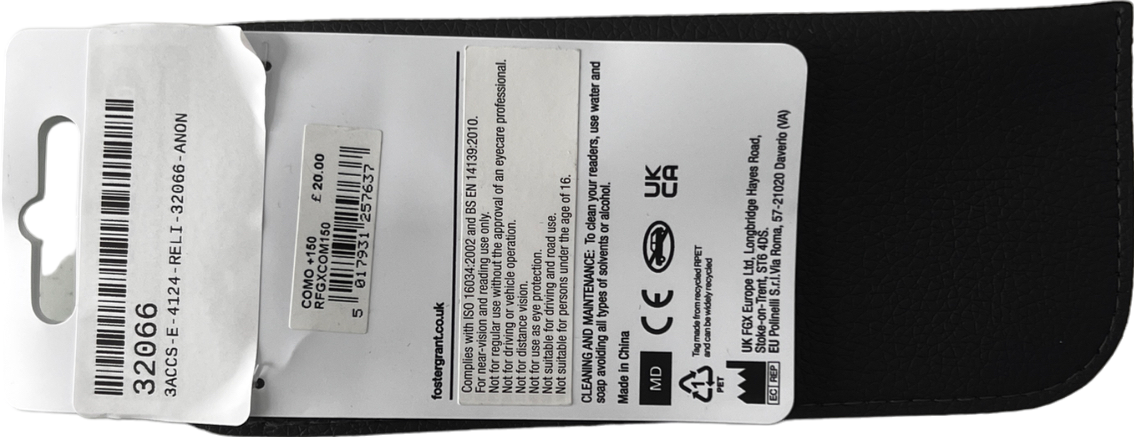 32066
3ACCS-E-4124-RELI-32066-ANON
COMO +150
RFGXCOM150
£ 20.00
5 017931 257637
fostergrant.co.uk
Complies with ISO 16034:2002 and BS EN 14139:2010.
For near-vision and reading use only.
Not for regular use without the approval of an eyecare professional.
Not for driving or vehicle operation.
Not for distance vision.
Not for use as eye protection.
Not suitable for driving and road use.
Not suitable for persons under the age of 16.
CLEANING AND MAINTENANCE: To clean your readers, use water and
soap avoiding all types of solvents or alcohol.
Made in China
MD
CE
UK
CA
1
PET
Tag made from recycled RPET
and can be widely recycled
UK FGX Europe Ltd, Longbridge Hayes Road,
Stoke-on-Trent, ST6 4DS.
EC REP
EU Polinelli S.r.l.Via Roma, 57-21020 Daverio (VA)